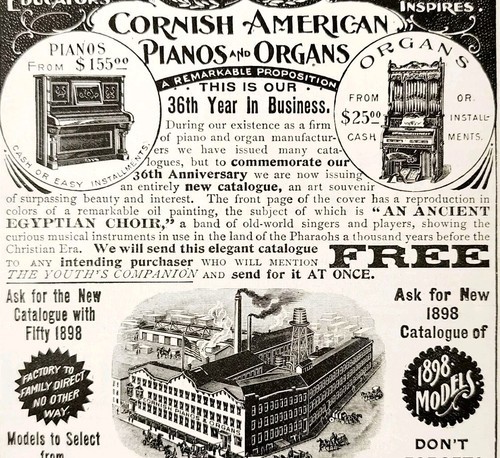 EDUCATORS
INSPIRES.
CORNISH AMERICAN
PIANOS AND ORGANS
A REMARKABLE PROPOSITION
PIANOS
FROM $155.00
CASH OR EASY INSTALLMENTS.
ORGANS
FROM
$25.00
CASH
OR
INSTALL-
MENTS.
THIS IS OUR
36th Year in Business.
During our existence as a firm
of piano and organ manufactur-
ers we have issued many cata-
logues, but to commemorate our
36th Anniversary we are now issuing
an entirely new catalogue, an art souvenir
of surpassing beauty and interest. The front page of the cover has a reproduction in
colors of a remarkable oil painting, the subject of which is "AN ANCIENT
EGYPTIAN CHOIR," a band of old-world singers and players, showing the
curious musical instruments in use in the land of the Pharaohs a thousand years before the
Christian Era. We will send this elegant catalogue
TO ANY intending purchaser WHO WILL MENTION
THE YOUTH'S COMPANION AND send for it AT ONCE.
FREE
Ask for the New
Catalogue with
Fifty 1898
FACTORY TO
FAMILY DIRECT
NO OTHER
WAY.
Models to Select
from
Ask for New
1898
Catalogue of
1898
MODELS
DON'T